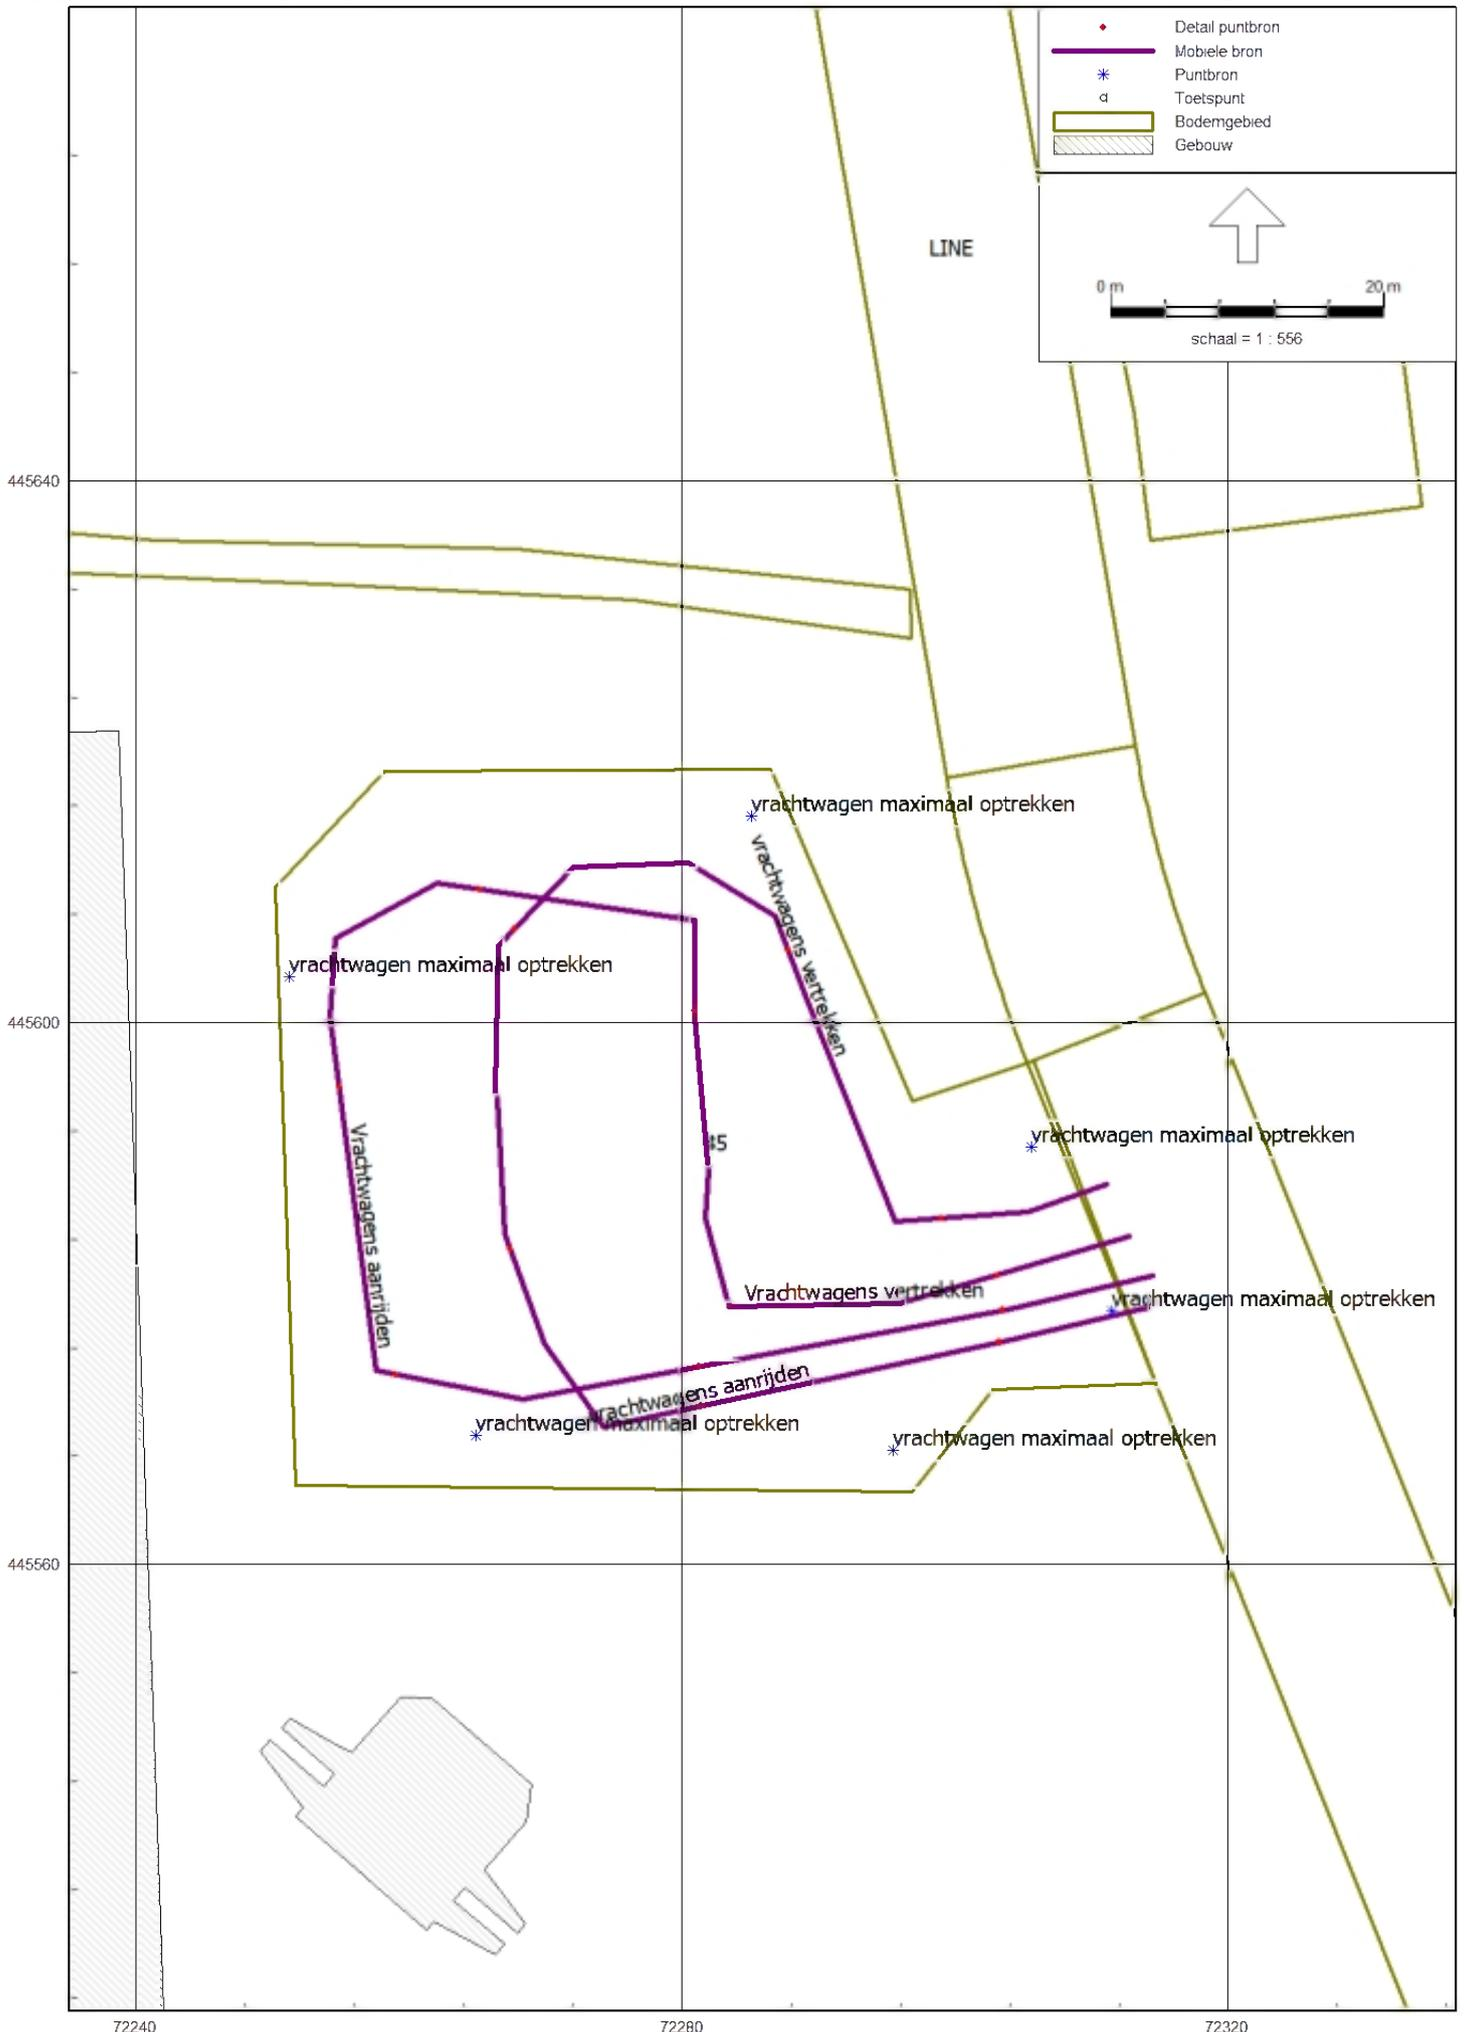 Detail puntbron
Mobiele bron
Puntbron
Toetspunt
Bodemgebied
Gebouw
LINE
0 m
20 m
schaal = 1 : 556
445640
vrachtwagen maximaal optrekken
vrachtwagens vertrekken
vrachtwagen maximaal optrekken
445600
45
vrachtwagen maximaal optrekken
Vrachtwagens aanrijden
Vrachtwagens vertrekken
vrachtwagen maximaal optrekken
vrachtwagens aanrijden
vrachtwagen maximaal optrekken
vrachtwagen maximaal optrekken
445560
72240
72280
72320